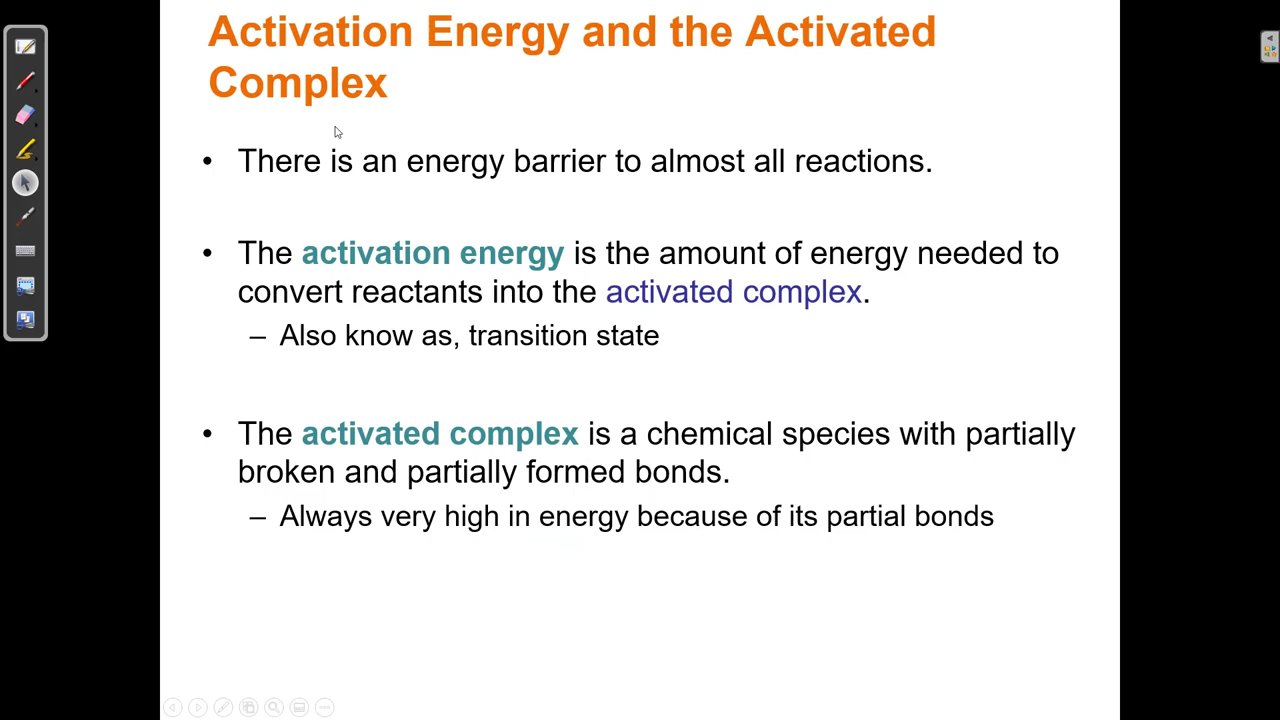 Activation Energy and the Activated
Complex
• There is an energy barrier to almost all reactions.
• The activation energy is the amount of energy needed to
convert reactants into the activated complex.
– Also know as, transition state
• The activated complex is a chemical species with partially
broken and partially formed bonds.
– Always very high in energy because of its partial bonds